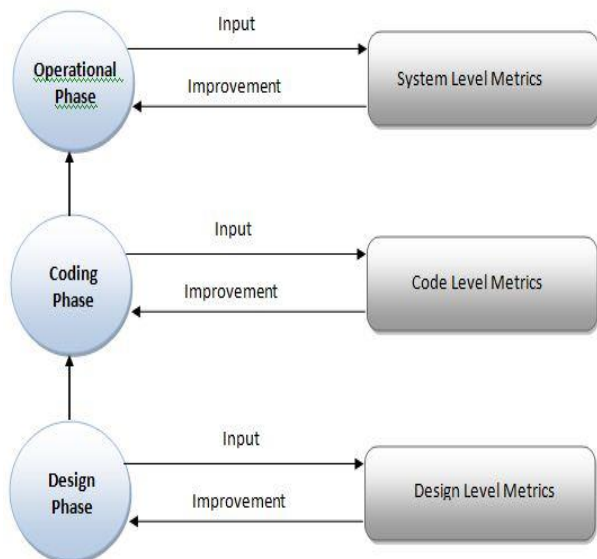 Input
Operational
Phase
System Level Metrics
Improvement
Input
Coding
Phase
Code Level Metrics
Improvement
Input
Design
Phase
Design Level Metrics
Improvement